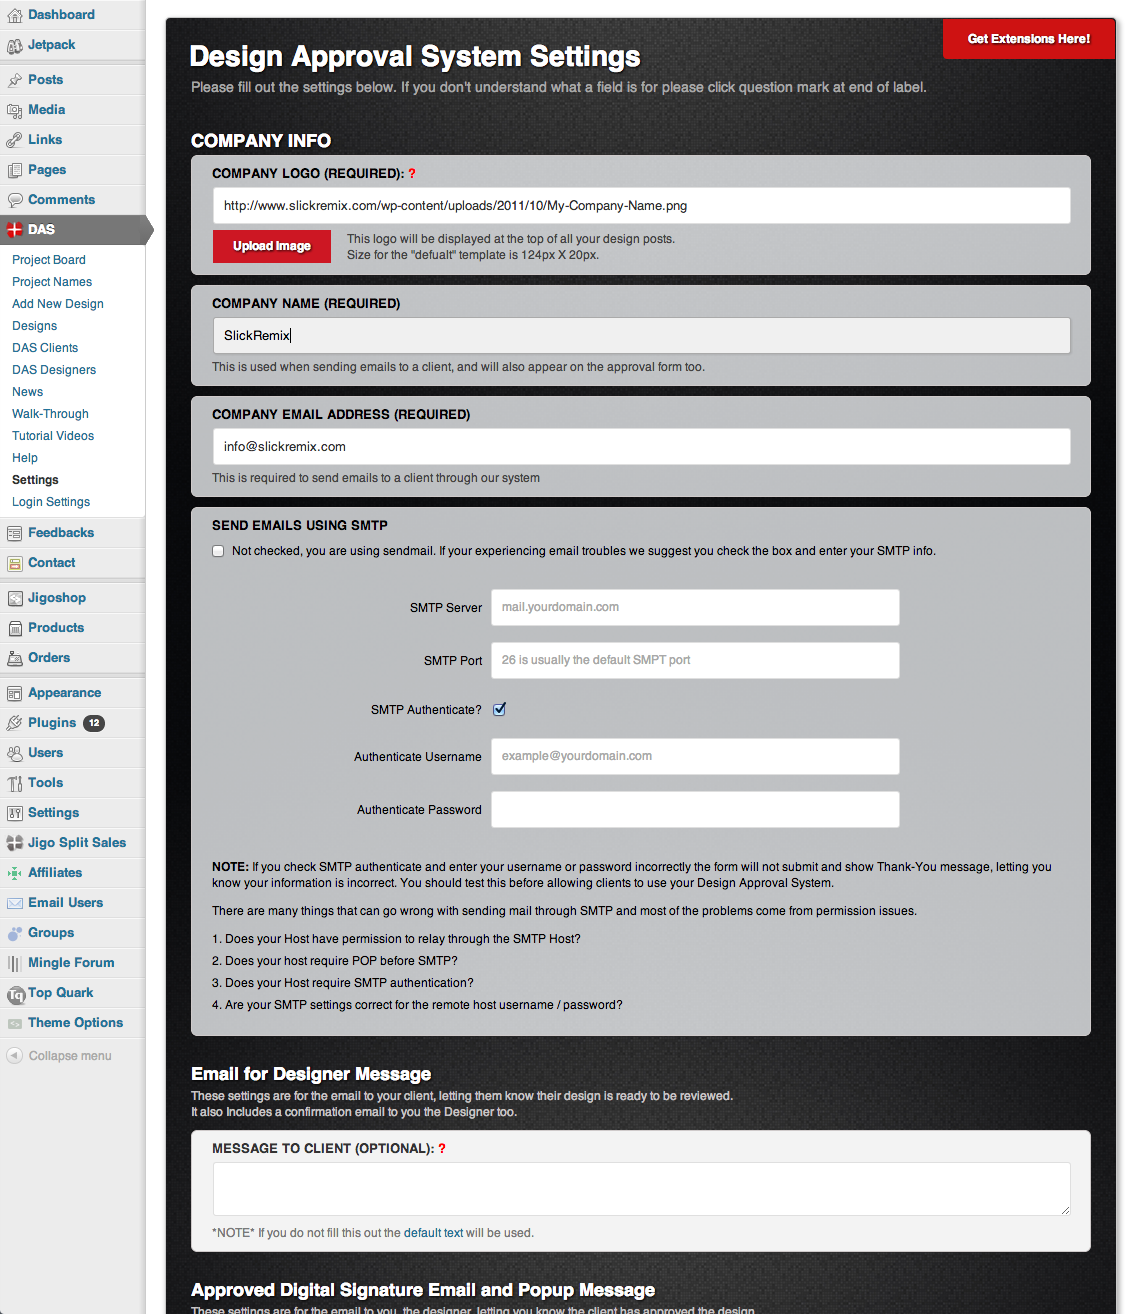 Dashboard
Jetpack
Posts
Media
Links
Pages
Comments
DAS
Project Board
Project Names
Add New Design
Designs
DAS Clients
DAS Designers
News
Walk-Through
Tutorial Videos
Help
Settings
Login Settings
Feedbacks
Contact
Jigoshop
Products
Orders
Appearance
Plugins 12
Users
Tools
Settings
Jigo Split Sales
Affiliates
Email Users
Groups
Mingle Forum
Top Quark
Theme Options
Collapse menu
Get Extensions Here!
Design Approval System Settings
Please fill out the settings below. If you don't understand what a field is for please click question mark at end of label.
COMPANY INFO
COMPANY LOGO (REQUIRED): ?
http://www.slickremix.com/wp-content/uploads/2011/10/My-Company-Name.png
Upload Image
This logo will be displayed at the top of all your design posts.
Size for the "defualt" template is 124px X 20px.
COMPANY NAME (REQUIRED)
SlickRemix
This is used when sending emails to a client, and will also appear on the approval form too.
COMPANY EMAIL ADDRESS (REQUIRED)
info@slickremix.com
This is required to send emails to a client through our system
SEND EMAILS USING SMTP
Not checked, you are using sendmail. If your experiencing email troubles we suggest you check the box and enter your SMTP info.
SMTP Server mail.yourdomain.com
SMTP Port 26 is usually the default SMPT port
SMTP Authenticate?
Authenticate Username example@yourdomain.com
Authenticate Password
NOTE: If you check SMTP authenticate and enter your username or password incorrectly the form will not submit and show Thank-You message, letting you
know your information is incorrect. You should test this before allowing clients to use your Design Approval System.
There are many things that can go wrong with sending mail through SMTP and most of the problems come from permission issues.
1. Does your Host have permission to relay through the SMTP Host?
2. Does your host require POP before SMTP?
3. Does your Host require SMTP authentication?
4. Are your SMTP settings correct for the remote host username / password?
Email for Designer Message
These settings are for the email to your client, letting them know their design is ready to be reviewed.
It also Includes a confirmation email to you the Designer too.
MESSAGE TO CLIENT (OPTIONAL): ?
*NOTE* If you do not fill this out the default text will be used.
Approved Digital Signature Email and Popup Message
These settings are for the email to you, the designer, letting you know the client has approved the design